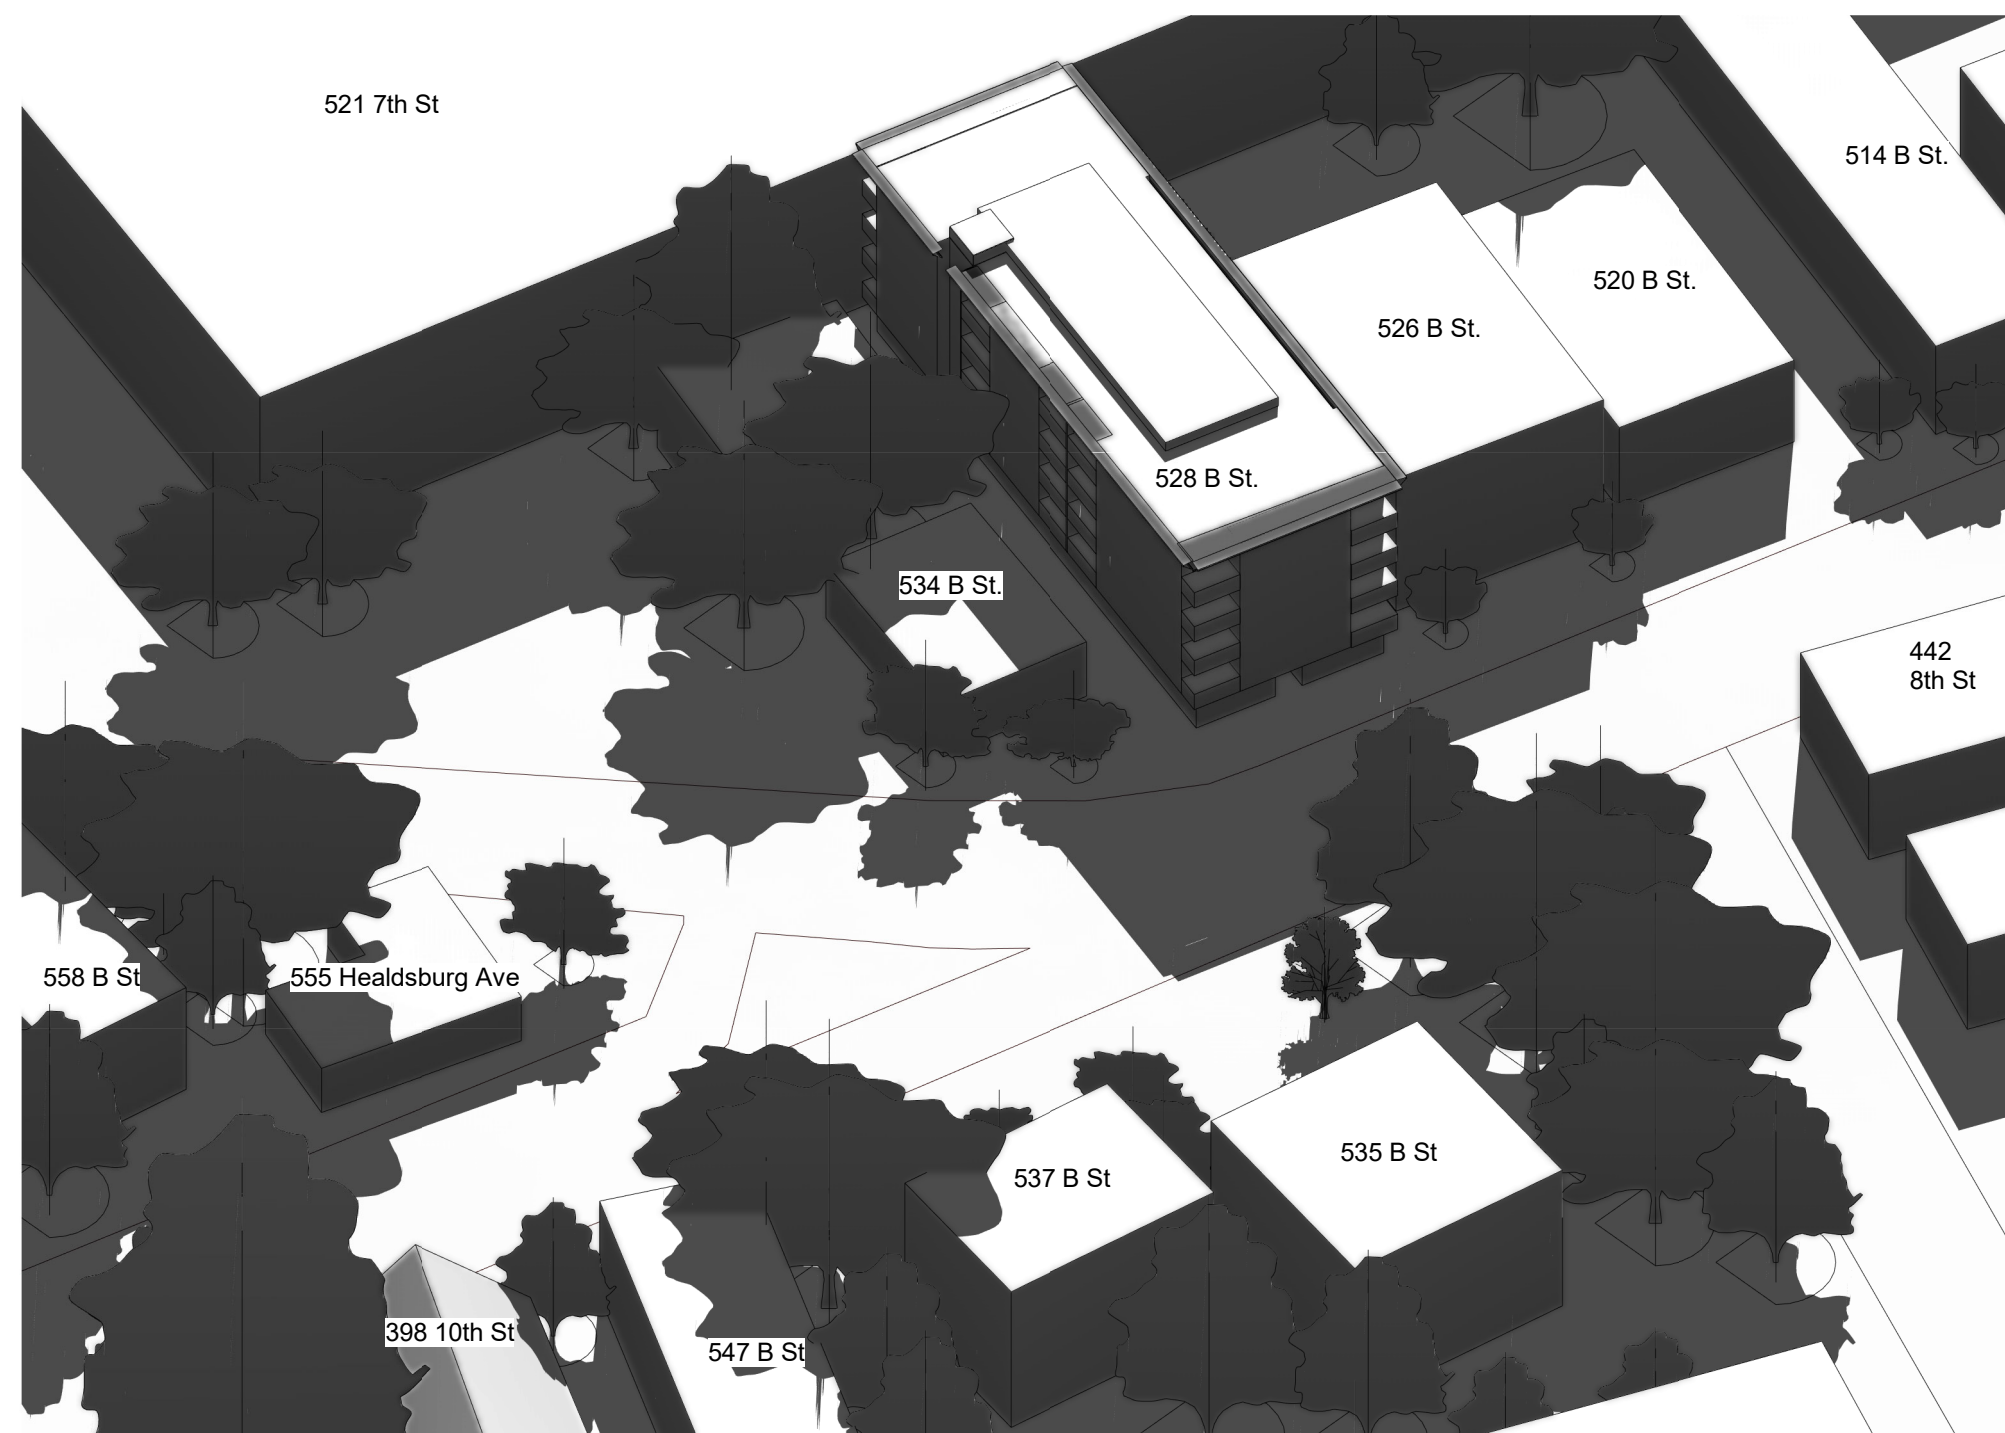 521 7th St
514 B St.
520 B St.
526 B St.
528 B St.
534 B St.
442
8th St
558 B St
555 Healdsburg Ave
535 B St
537 B St
398 10th St
547 B St